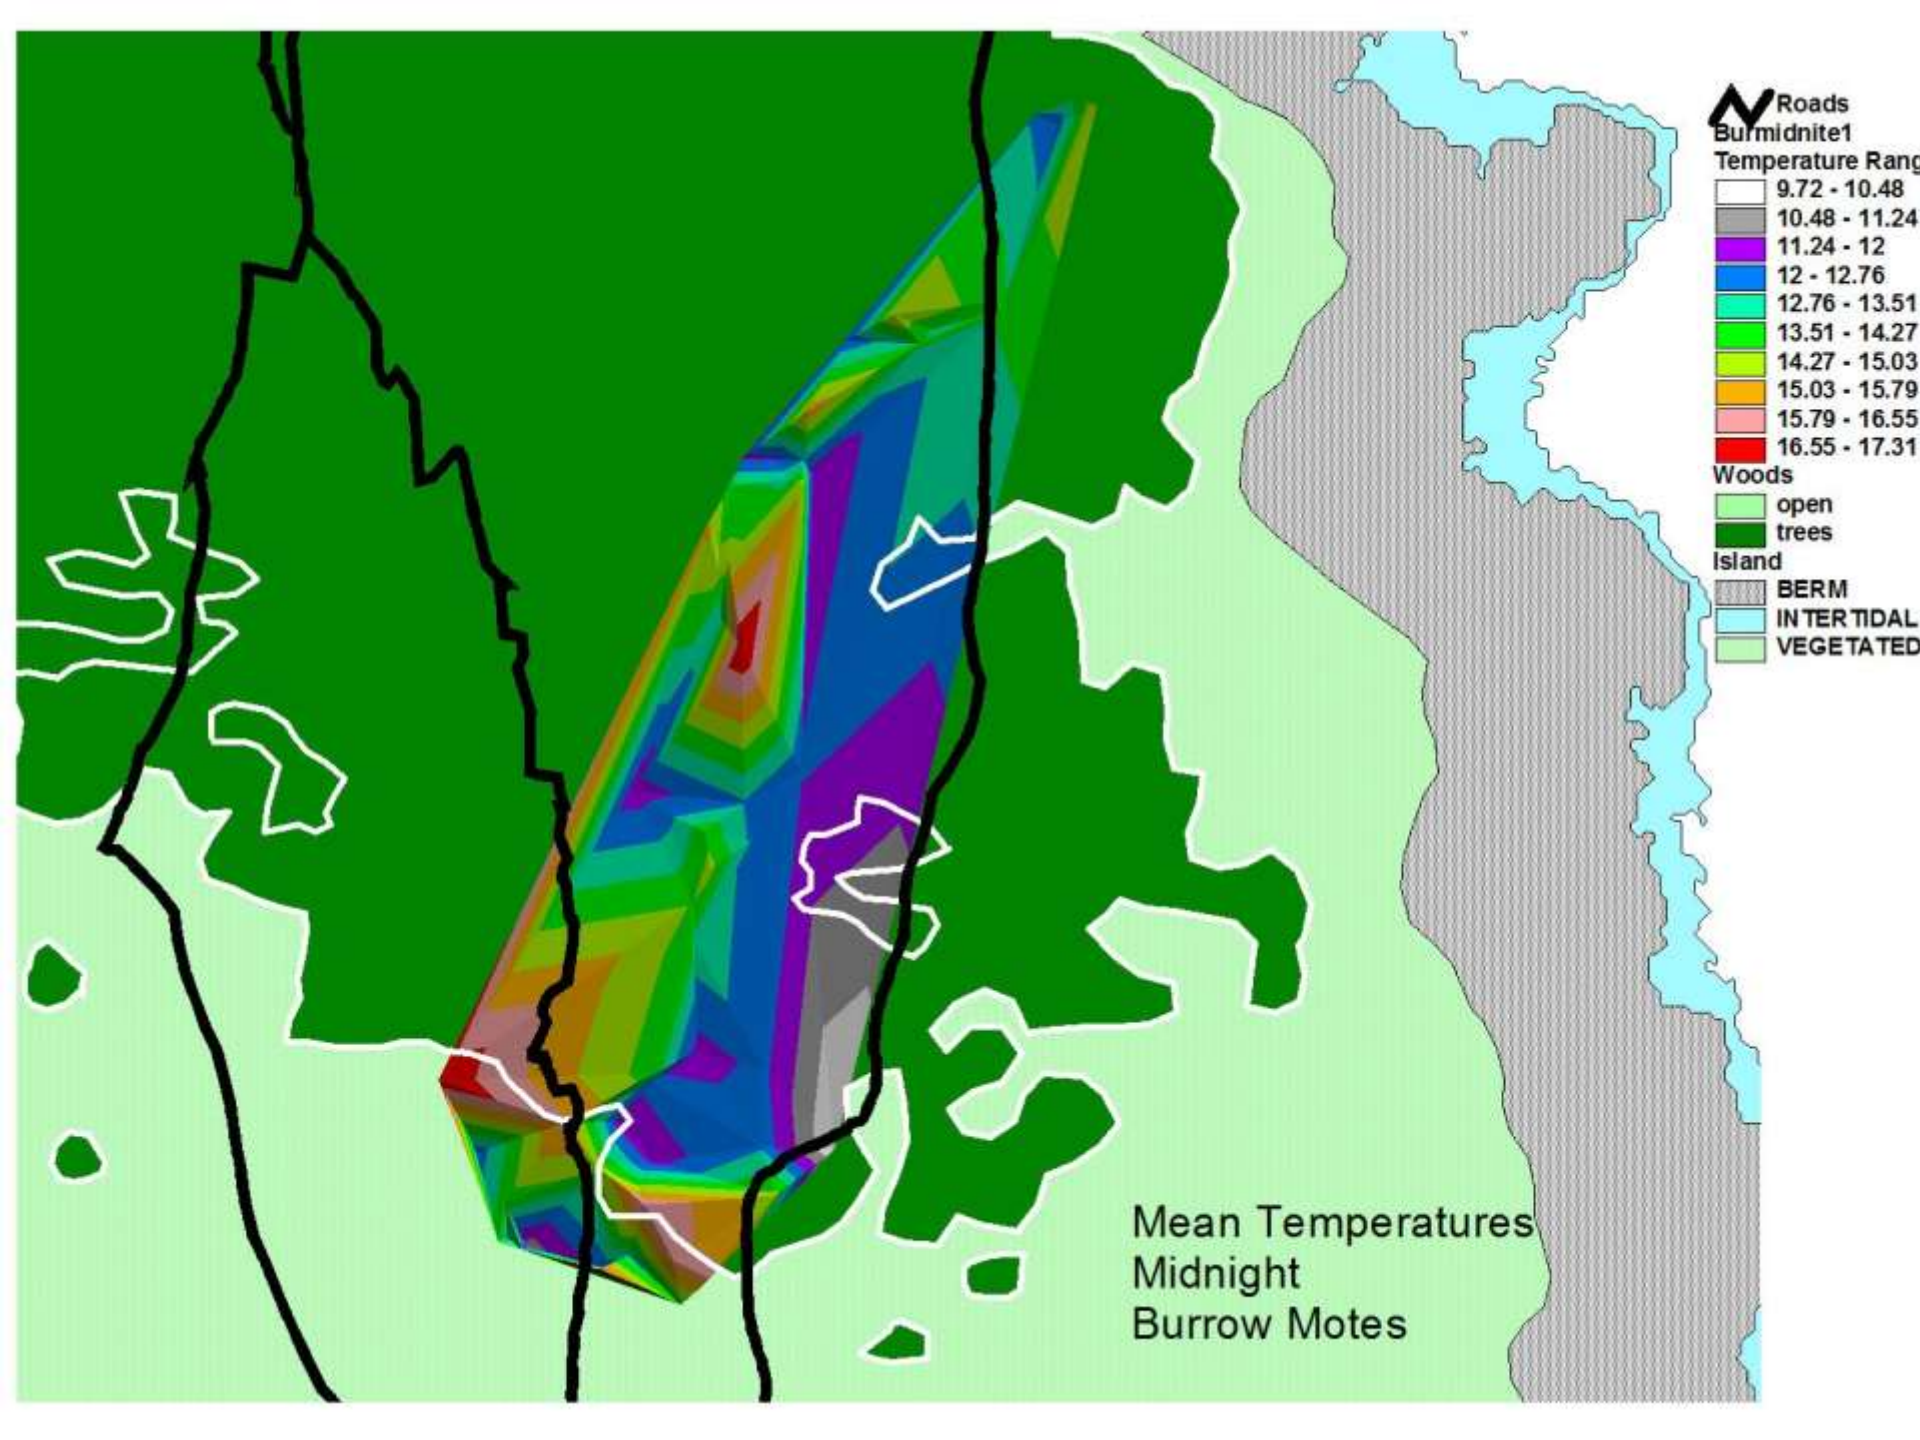 Roads
Burmidnite1
Temperature Rang
9.72 - 10.48
10.48 - 11.24
11.24 - 12
12 - 12.76
12.76 - 13.51
13.51 - 14.27
14.27 - 15.03
15.03 - 15.79
15.79 - 16.55
16.55 - 17.31
Woods
open
trees
Island
BERM
INTERTIDAL
VEGETATED
Mean Temperatures
Midnight
Burrow Motes